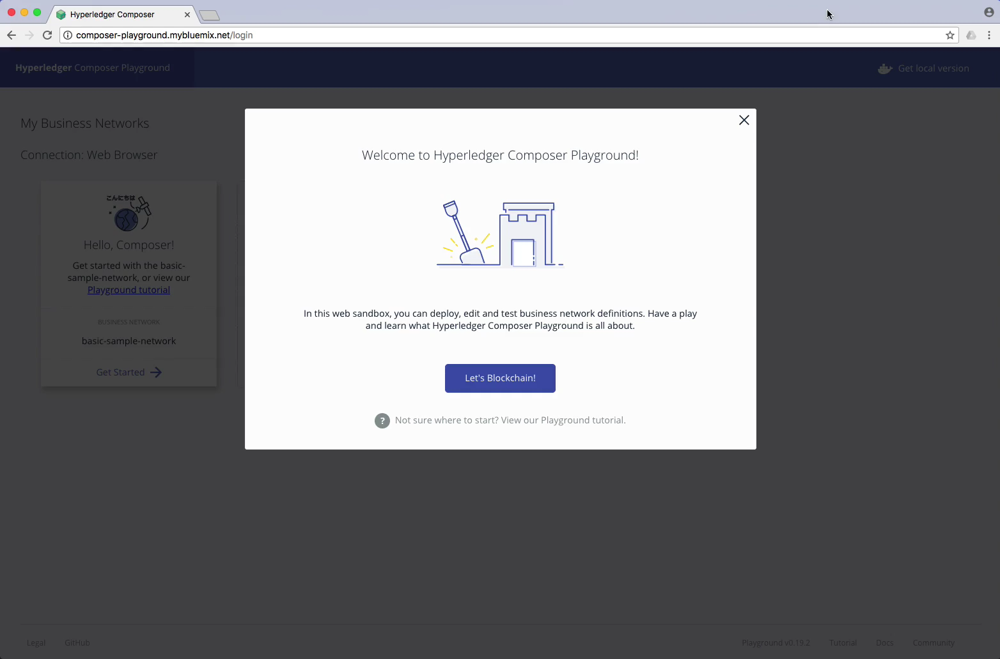 Hyperledger Composer
composer-playground.mybluemix.net/login
Hyperledger Composer Playground
Get local version
My Business Networks
Connection: Web Browser
こんにちは
Hello, Composer!
Get started with the basic-
sample-network, or view our
Playground tutorial
BUSINESS NETWORK
basic-sample-network
Get Started
Welcome to Hyperledger Composer Playground!
In this web sandbox, you can deploy, edit and test business network definitions. Have a play
and learn what Hyperledger Composer Playground is all about.
Let's Blockchain!
? Not sure where to start? View our Playground tutorial.
Legal GitHub Playground v0.19.2 Tutorial Docs Community